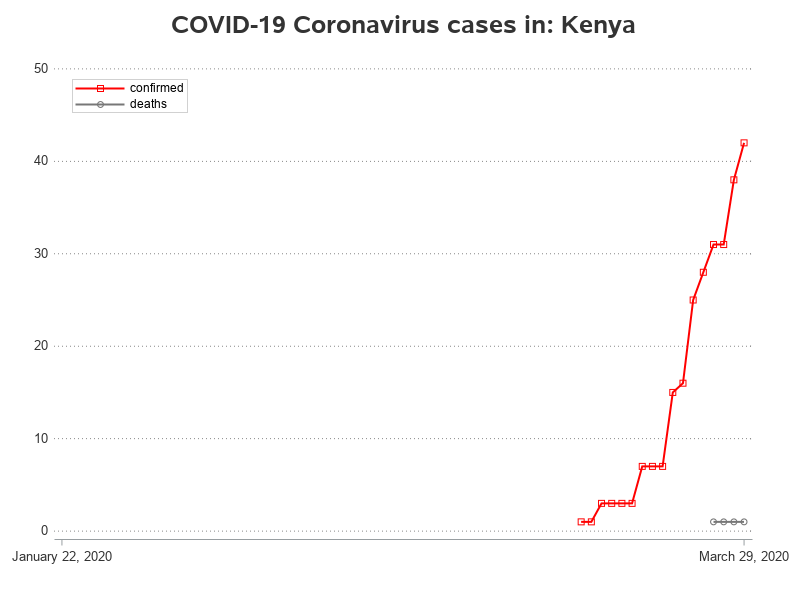 COVID-19 Coronavirus cases in: Kenya
50
confirmed
deaths
40
30
20
10
0
January 22, 2020
March 29, 2020